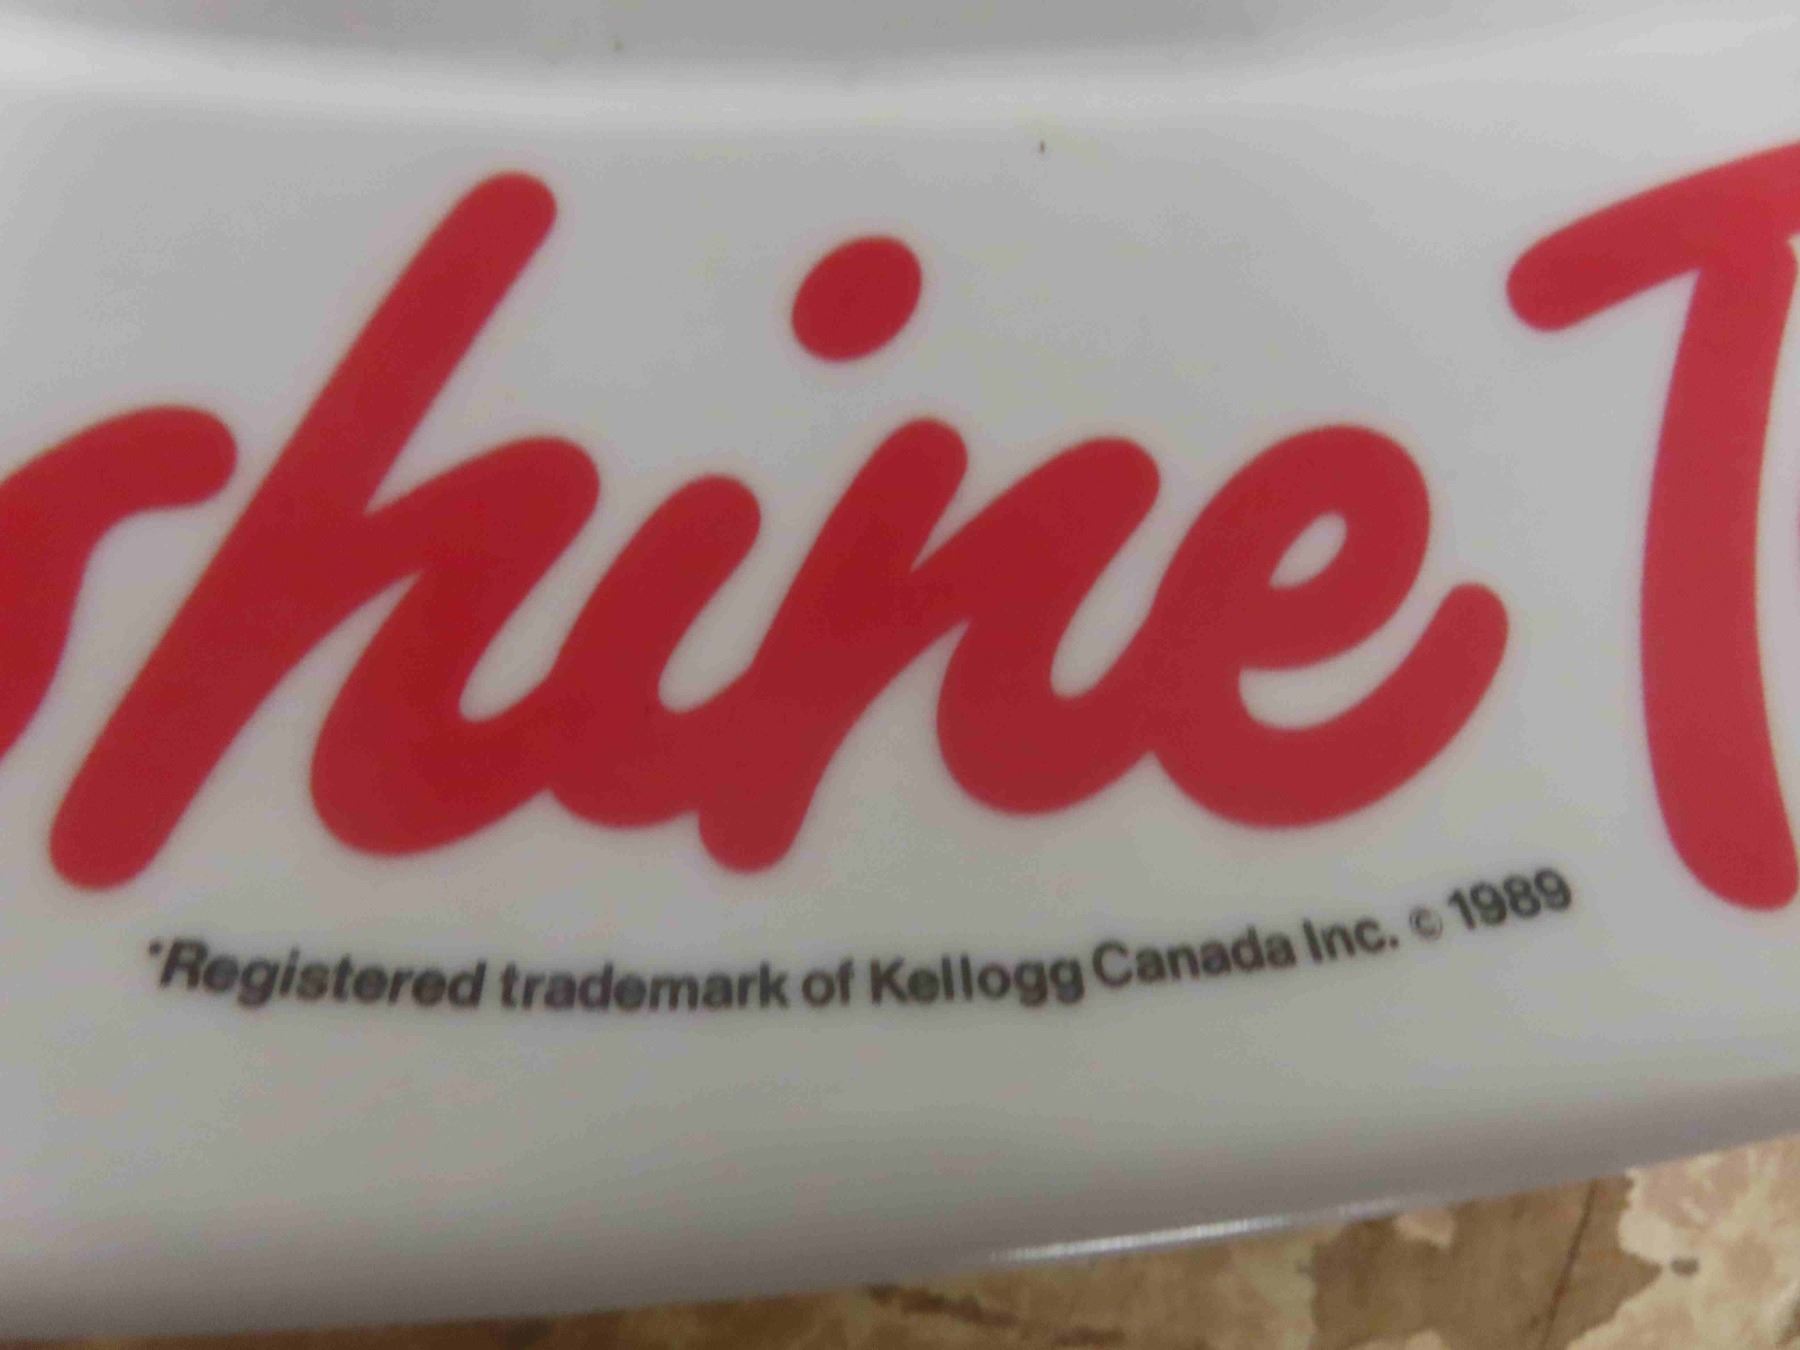 shine T
*Registered trademark of Kellogg Canada Inc. © 1989